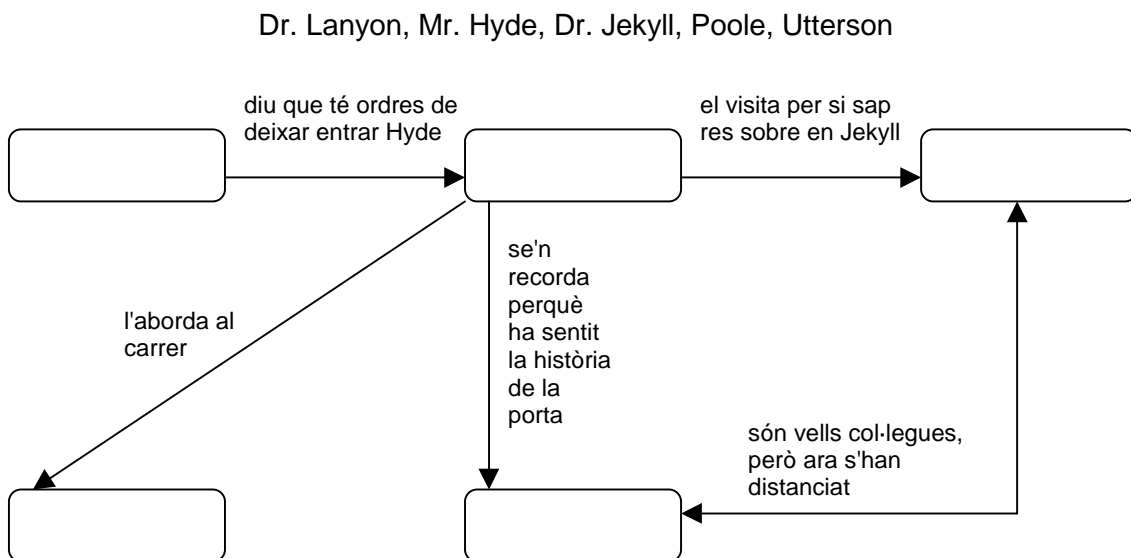 Dr. Lanyon, Mr. Hyde, Dr. Jekyll, Poole, Utterson
diu que té ordres de
deixar entrar Hyde
el visita per si sap
res sobre en Jekyll
se'n
recorda
perquè
ha sentit
la història
de la
porta
l'aborda al
carrer
són vells col·legues,
però ara s'han
distanciat